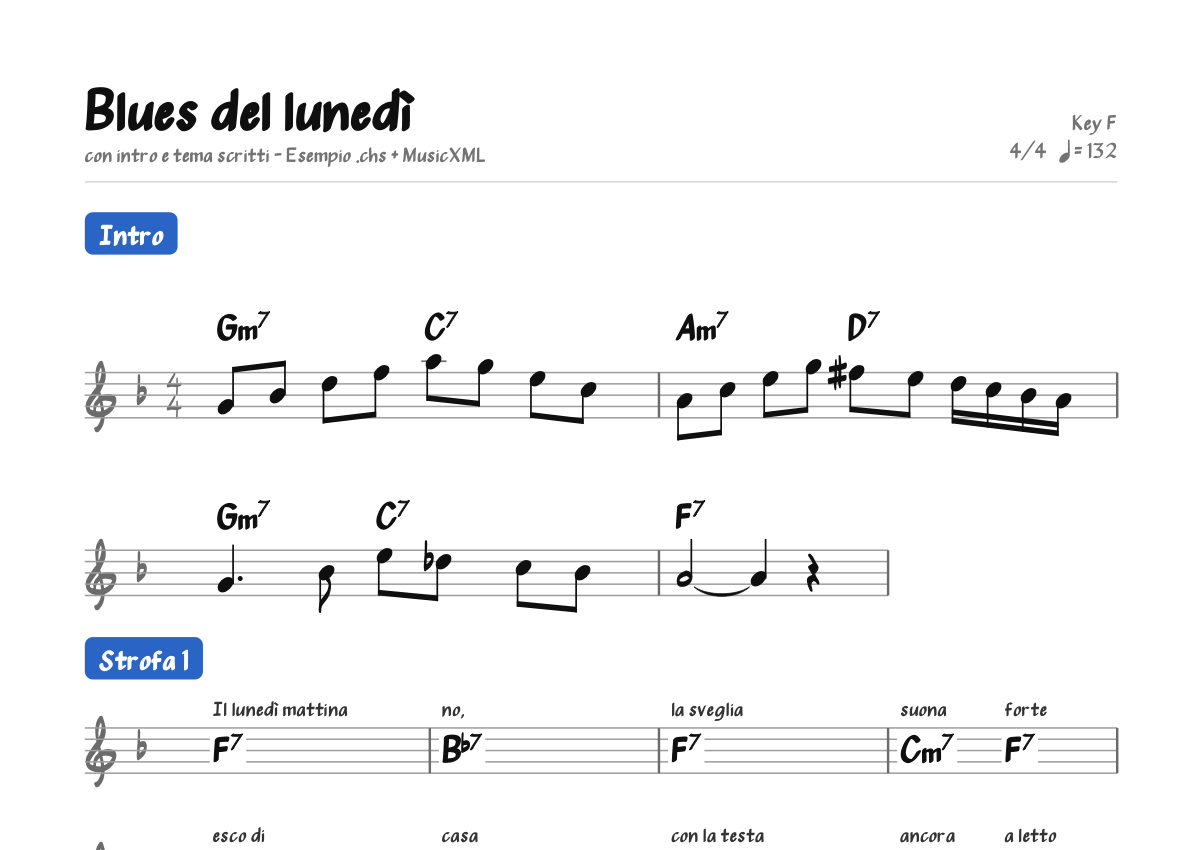 Blues del lunedì
con intro e tema scritti - Esempio .chs + MusicXML
Key F
4/4 ♩= 132
Intro
Gm7 C7 Am7 D7
4
4
Gm7 C7 F7
Strofa 1
Il lunedì mattina no, la sveglia suona forte
F7 B♭7 F7 Cm7 F7
esco di casa con la testa ancora a letto